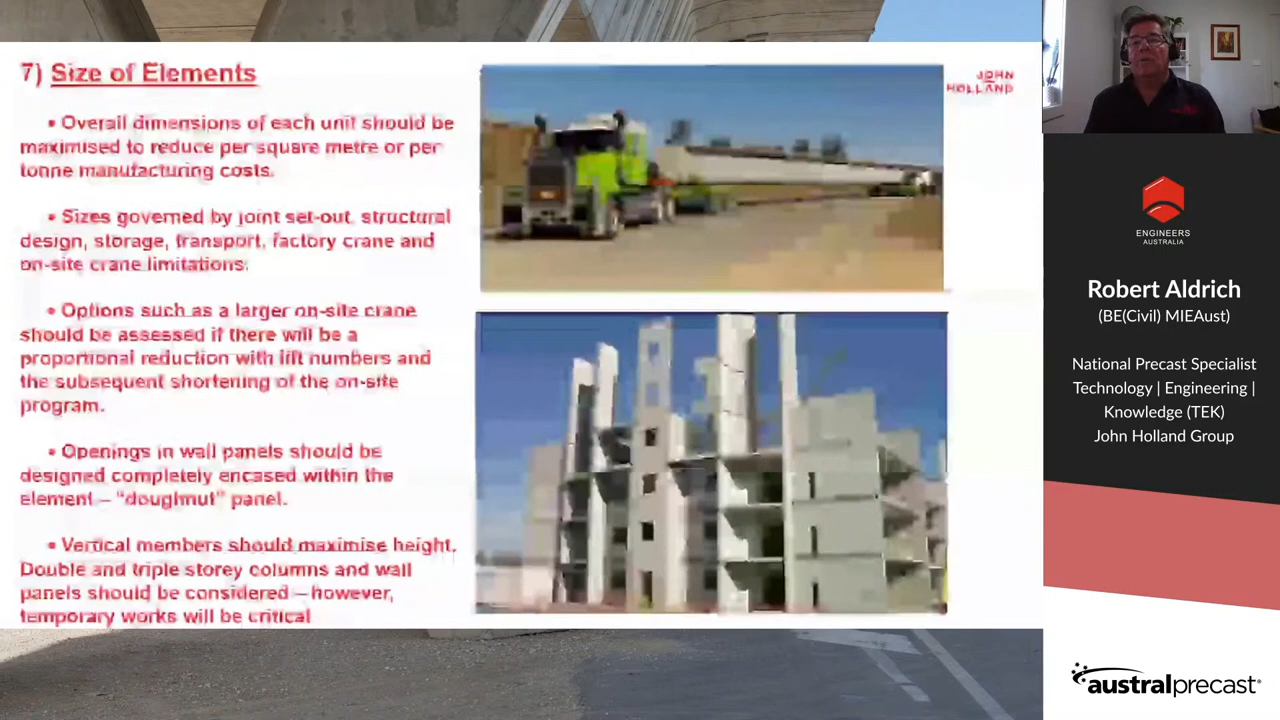 7) Size of Elements
• Overall dimensions of each unit should be
maximised to reduce per square metre or per
tonne manufacturing costs.
• Sizes governed by joint set-out, structural
design, storage, transport, factory crane and
on-site crane limitations.
• Options such as a larger on-site crane
should be assessed if there will be a
proportional reduction with lift numbers and
the subsequent shortening of the on-site
program.
• Openings in wall panels should be
designed completely encased within the
element – “doughnut” panel.
• Vertical members should maximise height.
Double and triple storey columns and wall
panels should be considered – however,
temporary works will be critical
JOHN
HOLLAND
ENGINEERS
AUSTRALIA
Robert Aldrich
(BE(Civil) MIEAust)
National Precast Specialist
Technology | Engineering |
Knowledge (TEK)
John Holland Group
australprecast®